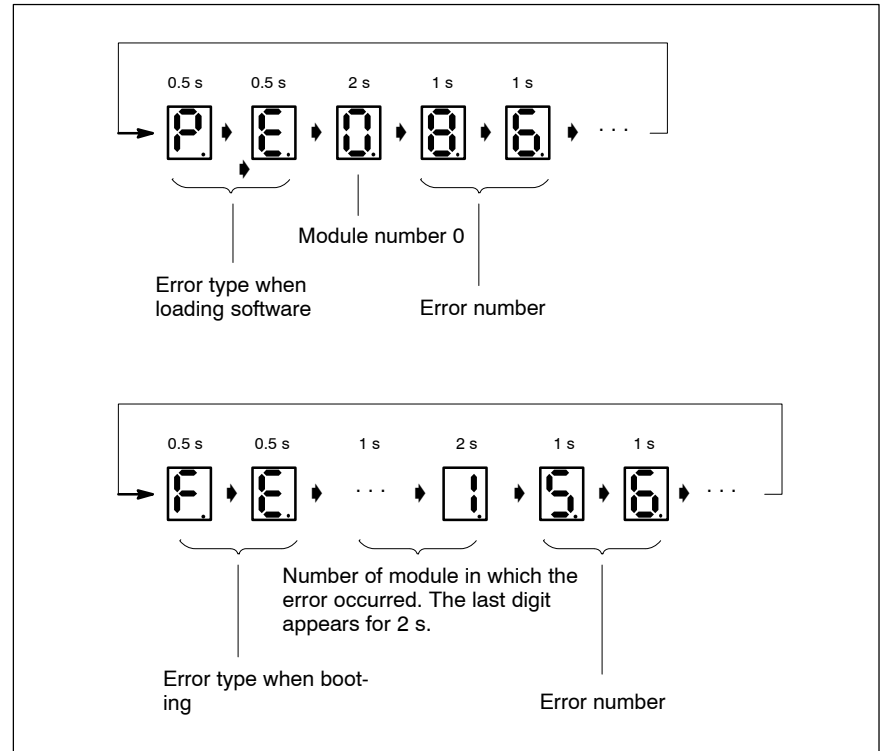 0.5 s 0.5 s 2 s 1 s 1 s
P. E. 0. 8. 6. . . .
Module number 0
Error type when
loading software
Error number
0.5 s 0.5 s 1 s 2 s 1 s 1 s
F. E. . . . 1. 5. 6. . . .
Number of module in which the
error occurred. The last digit
appears for 2 s.
Error type when boot-
ing
Error number